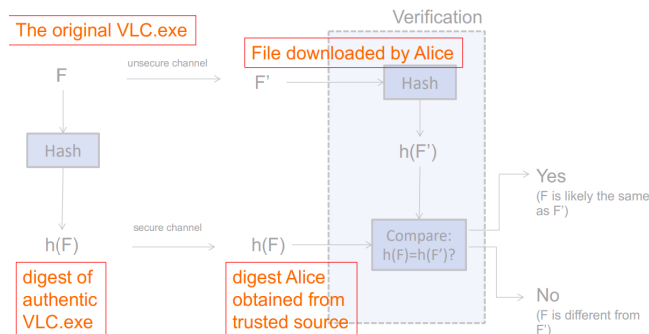 Verification
The original VLC.exe
File downloaded by Alice
unsecure channel
F
F'
Hash
Hash
h(F')
Yes
(F is likely the same
as F')
secure channel
h(F)
h(F)
Compare:
h(F)=h(F')?
digest of
authentic
VLC.exe
digest Alice
obtained from
trusted source
No
(F is different from
F')